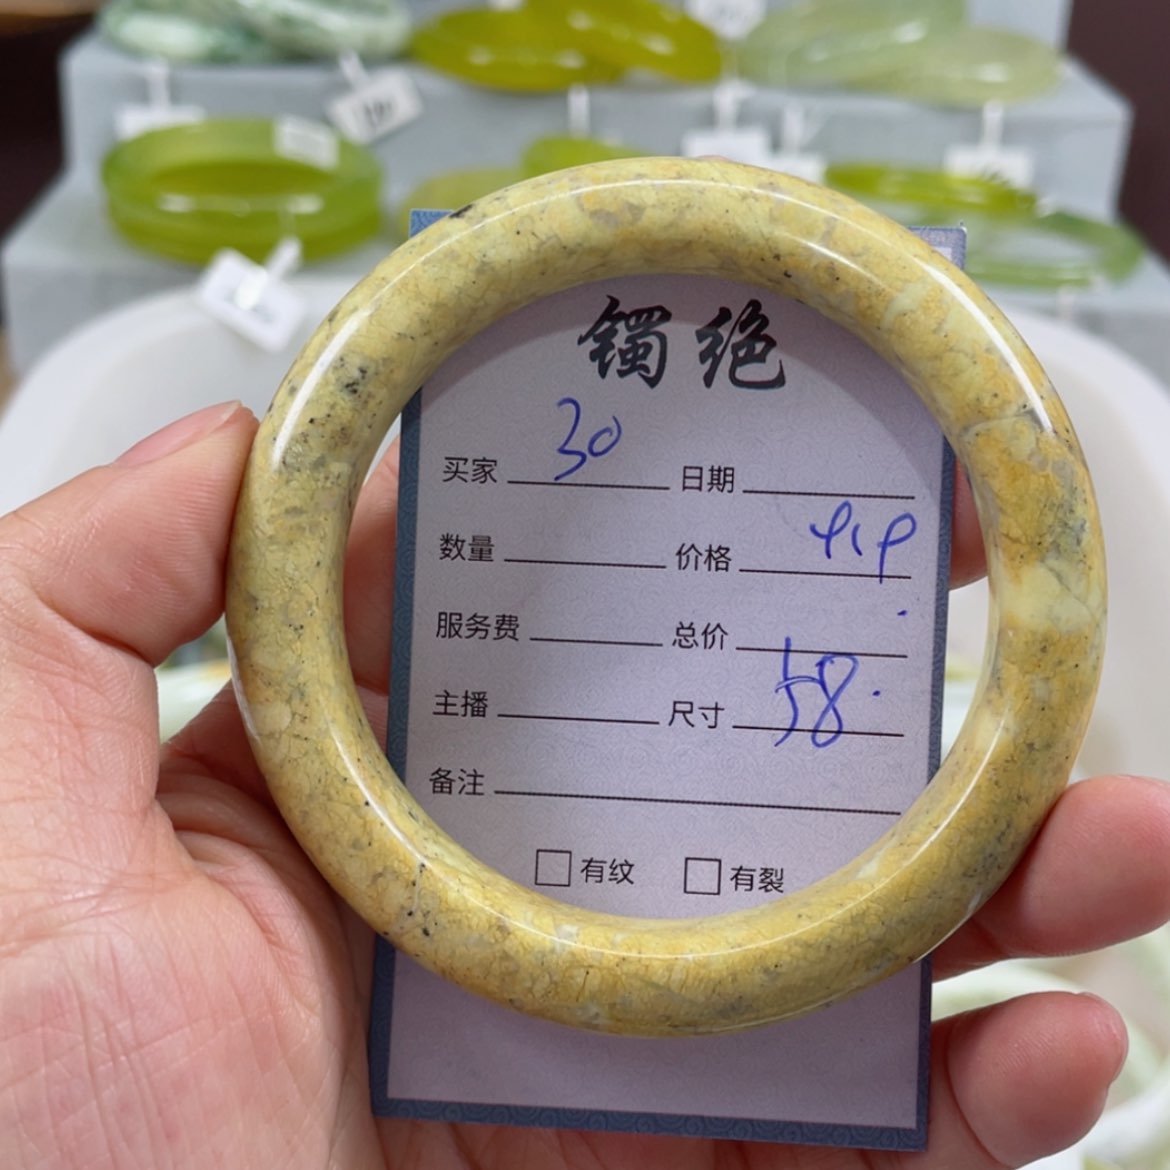 镯绝
买家 30 日期
数量 价格
服务费 总价
主播 尺寸 58.
备注
□ 有纹 □ 有裂